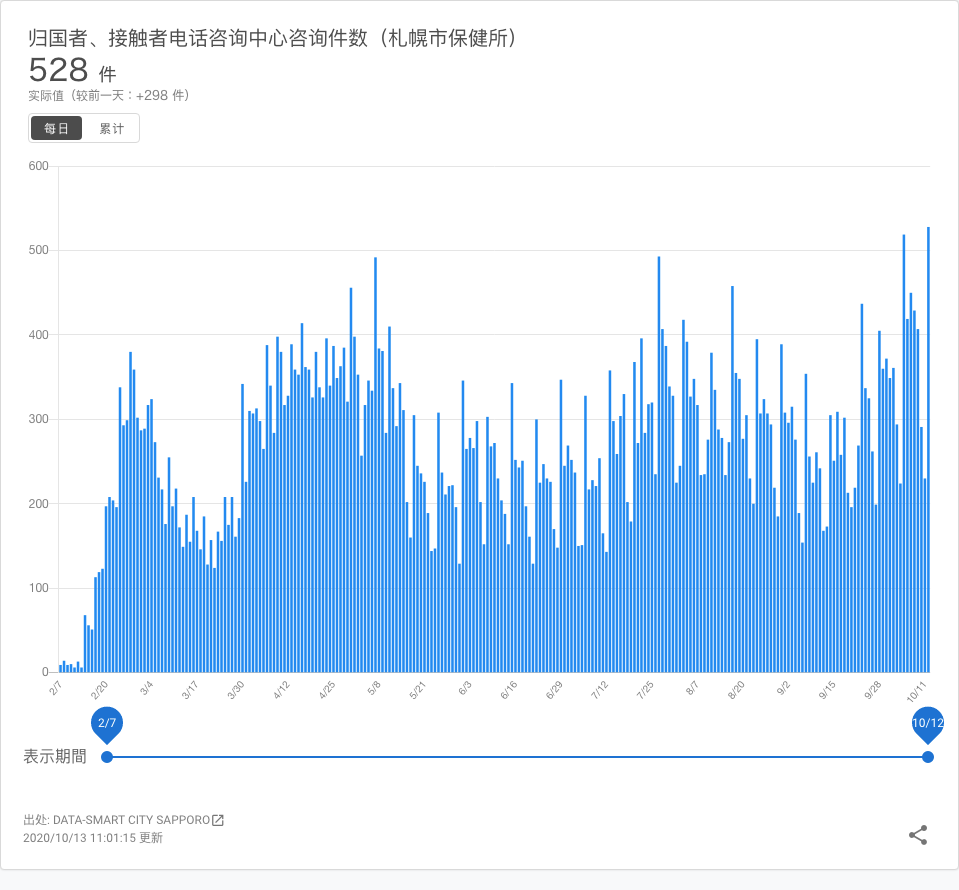 归国者、接触者电话咨询中心咨询件数（札幌市保健所）
528 件
实际值（较前一天：+298 件）
每日 累计
600
500
400
300
200
100
0
2/7 2/20 3/4 3/17 3/30 4/12 4/25 5/8 5/21 6/3 6/16 6/29 7/12 7/25 8/7 8/20 9/2 9/15 9/28 10/11
2/7 10/12
表示期間
出处: DATA-SMART CITY SAPPORO
2020/10/13 11:01:15 更新